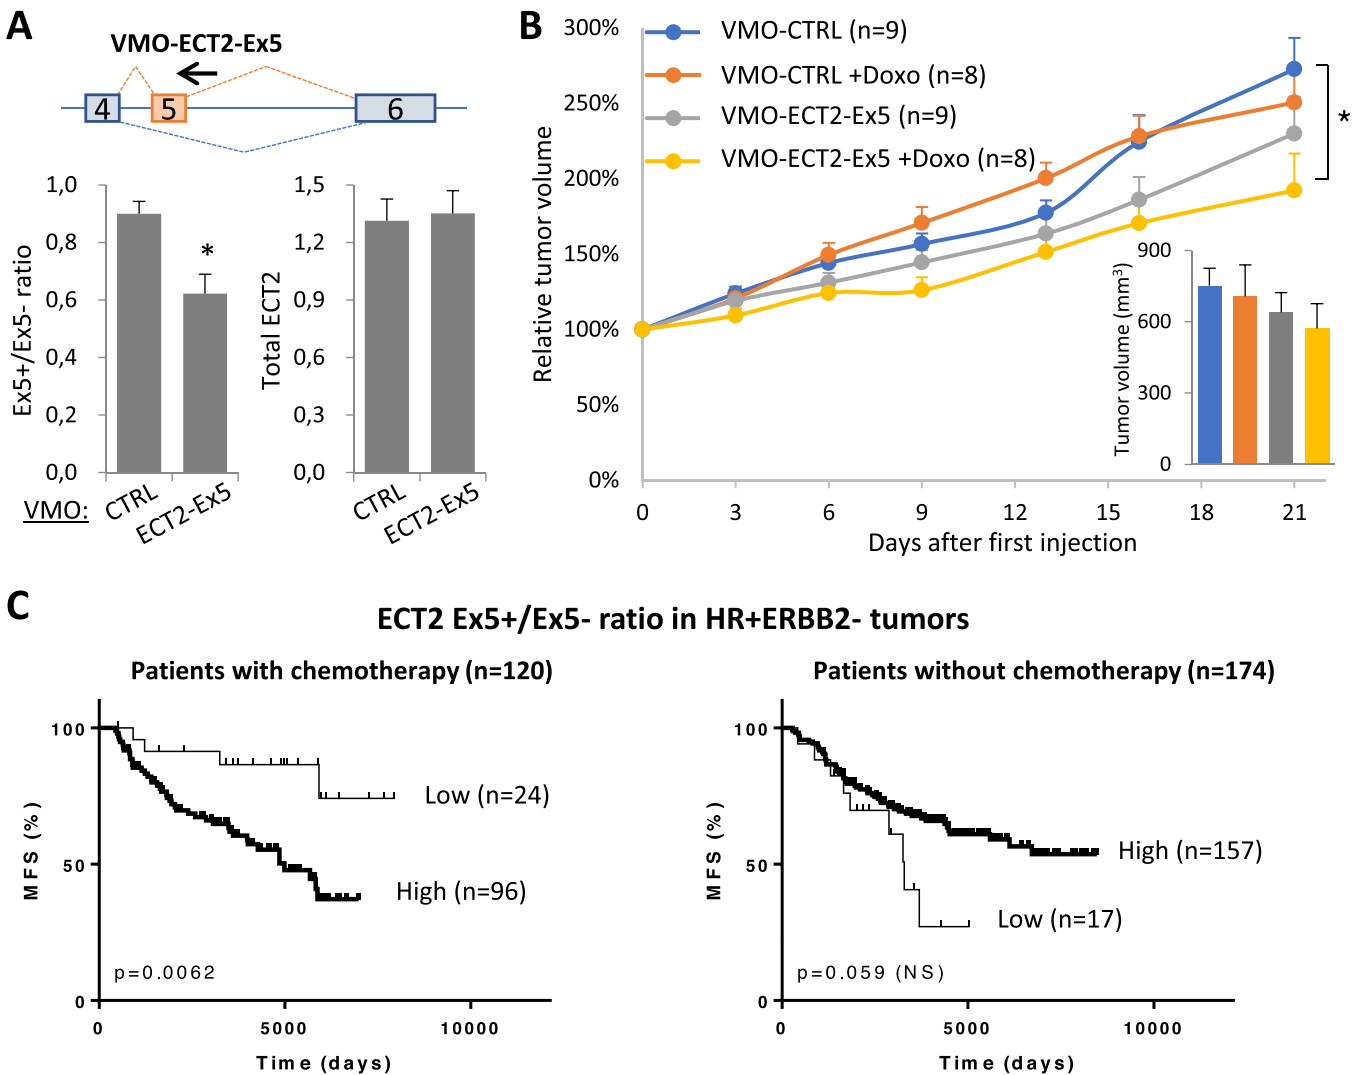 A
VMO-ECT2-Ex5
4
5
6
Ex5+/Ex5- ratio
1,0
0,8
0,6
0,4
0,2
0,0
*
VMO:
CTRL
ECT2-Ex5
Total ECT2
1,5
1,2
0,9
0,6
0,3
0,0
CTRL
ECT2-Ex5
B
VMO-CTRL (n=9)
VMO-CTRL +Doxo (n=8)
VMO-ECT2-Ex5 (n=9)
VMO-ECT2-Ex5 +Doxo (n=8)
Relative tumor volume
300%
250%
200%
150%
100%
50%
0%
0 3 6 9 12 15 18 21
Days after first injection
*
Tumor volume (mm³)
900
600
300
0
C
ECT2 Ex5+/Ex5- ratio in HR+ERBB2- tumors
Patients with chemotherapy (n=120)
MFS (%)
100
50
0
Low (n=24)
High (n=96)
p=0.0062
0 5000 10000
Time (days)
Patients without chemotherapy (n=174)
MFS (%)
100
50
0
High (n=157)
Low (n=17)
p=0.059 (NS)
0 5000 10000
Time (days)